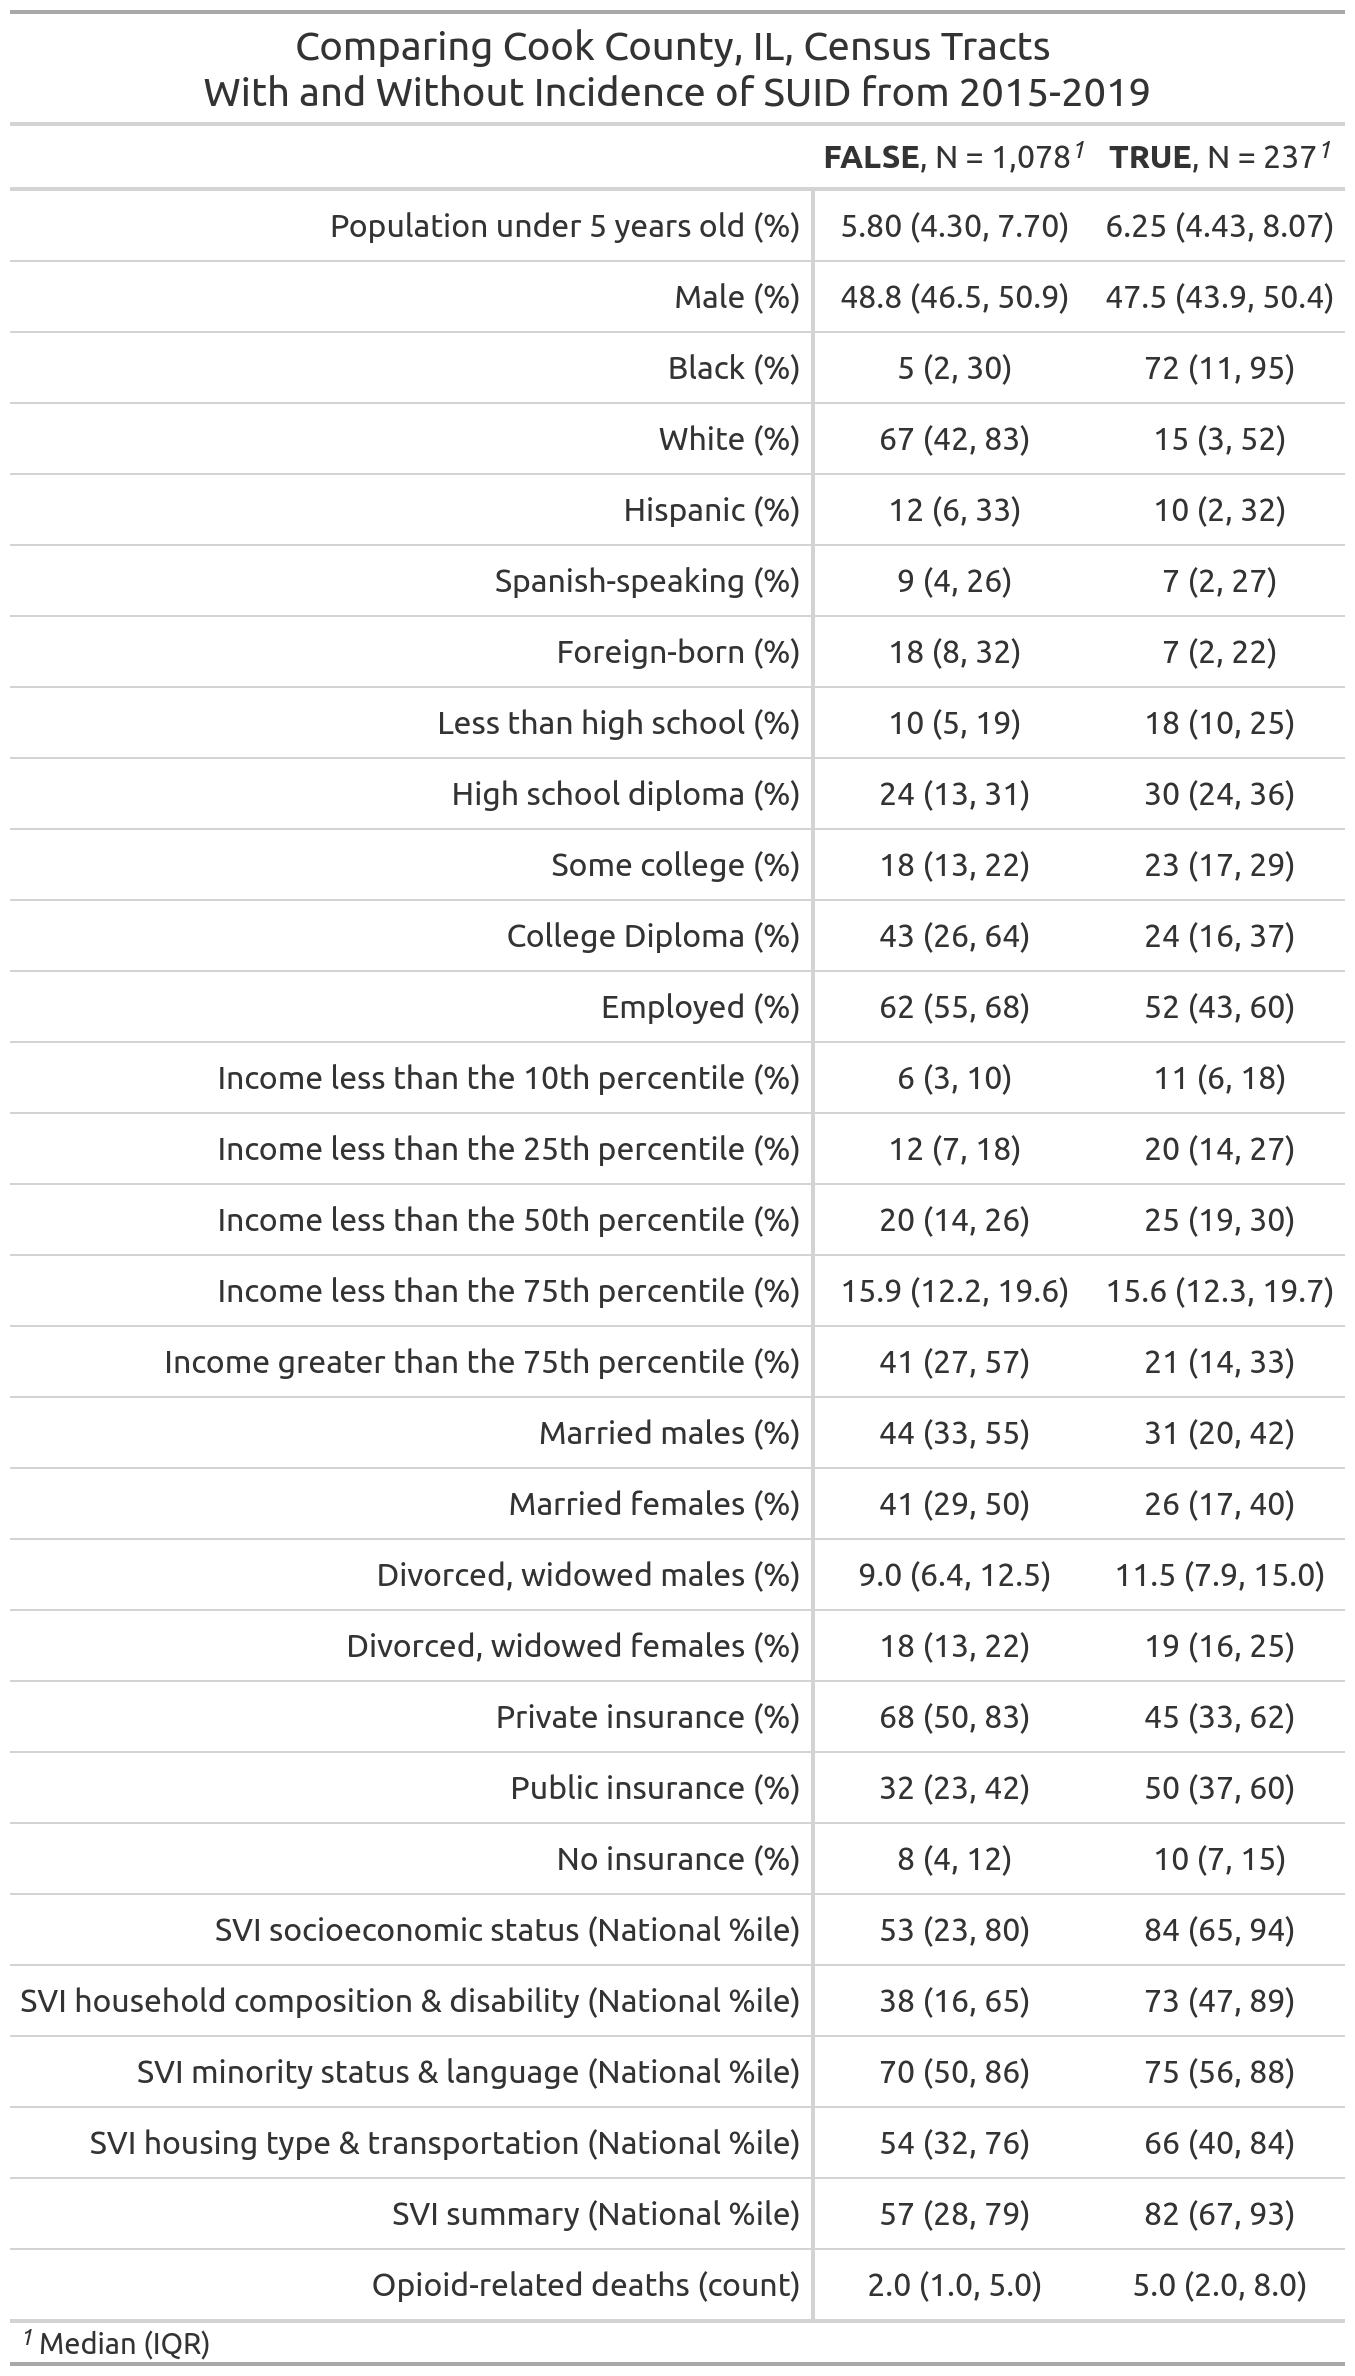 Comparing Cook County, IL, Census Tracts
With and Without Incidence of SUID from 2015-2019
FALSE, N = 1,078¹ TRUE, N = 237¹
Population under 5 years old (%) 5.80 (4.30, 7.70) 6.25 (4.43, 8.07)
Male (%) 48.8 (46.5, 50.9) 47.5 (43.9, 50.4)
Black (%) 5 (2, 30) 72 (11, 95)
White (%) 67 (42, 83) 15 (3, 52)
Hispanic (%) 12 (6, 33) 10 (2, 32)
Spanish-speaking (%) 9 (4, 26) 7 (2, 27)
Foreign-born (%) 18 (8, 32) 7 (2, 22)
Less than high school (%) 10 (5, 19) 18 (10, 25)
High school diploma (%) 24 (13, 31) 30 (24, 36)
Some college (%) 18 (13, 22) 23 (17, 29)
College Diploma (%) 43 (26, 64) 24 (16, 37)
Employed (%) 62 (55, 68) 52 (43, 60)
Income less than the 10th percentile (%) 6 (3, 10) 11 (6, 18)
Income less than the 25th percentile (%) 12 (7, 18) 20 (14, 27)
Income less than the 50th percentile (%) 20 (14, 26) 25 (19, 30)
Income less than the 75th percentile (%) 15.9 (12.2, 19.6) 15.6 (12.3, 19.7)
Income greater than the 75th percentile (%) 41 (27, 57) 21 (14, 33)
Married males (%) 44 (33, 55) 31 (20, 42)
Married females (%) 41 (29, 50) 26 (17, 40)
Divorced, widowed males (%) 9.0 (6.4, 12.5) 11.5 (7.9, 15.0)
Divorced, widowed females (%) 18 (13, 22) 19 (16, 25)
Private insurance (%) 68 (50, 83) 45 (33, 62)
Public insurance (%) 32 (23, 42) 50 (37, 60)
No insurance (%) 8 (4, 12) 10 (7, 15)
SVI socioeconomic status (National %ile) 53 (23, 80) 84 (65, 94)
SVI household composition & disability (National %ile) 38 (16, 65) 73 (47, 89)
SVI minority status & language (National %ile) 70 (50, 86) 75 (56, 88)
SVI housing type & transportation (National %ile) 54 (32, 76) 66 (40, 84)
SVI summary (National %ile) 57 (28, 79) 82 (67, 93)
Opioid-related deaths (count) 2.0 (1.0, 5.0) 5.0 (2.0, 8.0)
¹ Median (IQR)